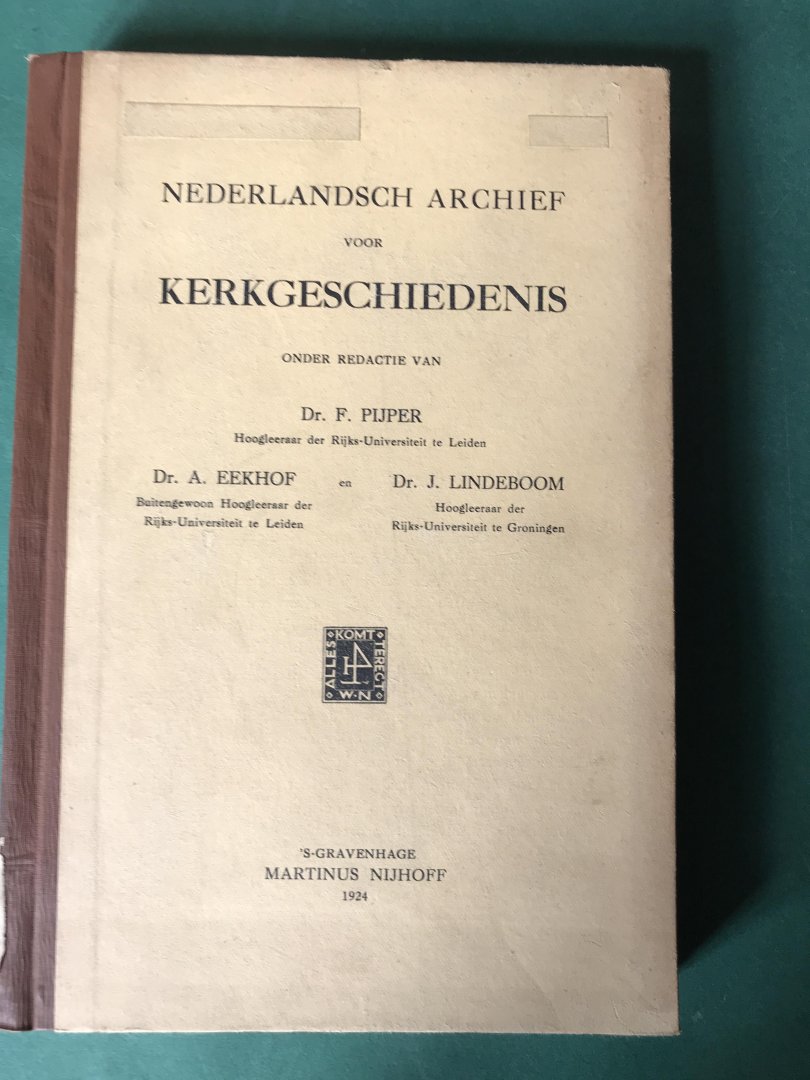 NEDERLANDSCH ARCHIEF
VOOR
KERKGESCHIEDENIS
ONDER REDACTIE VAN
Dr. F. PIJPER
Hoogleeraar der Rijks-Universiteit te Leiden
Dr. A. EEKHOF en Dr. J. LINDEBOOM
Buitengewoon Hoogleeraar der
Rijks-Universiteit te Leiden
Hoogleeraar der
Rijks-Universiteit te Groningen
ALLES KOMT TERECT
W·N
'S-GRAVENHAGE
MARTINUS NIJHOFF
1924